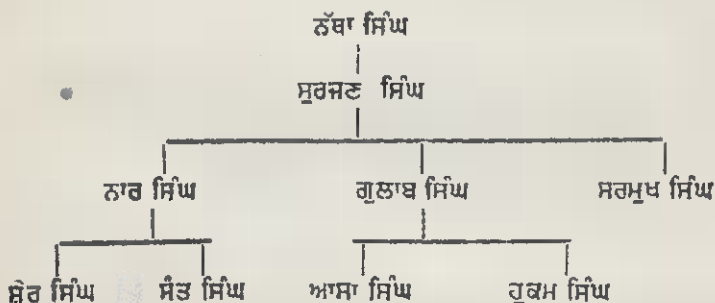 ਨੱਥਾ ਸਿੰਘ
ਸੁਰਜਣ ਸਿੰਘ
ਨਾਰ ਸਿੰਘ ਗੁਲਾਬ ਸਿੰਘ ਸਰਮੁਖ ਸਿੰਘ
ਸ਼ੇਰ ਸਿੰਘ ਸੰਤ ਸਿੰਘ ਆਸਾ ਸਿੰਘ ਹੁਕਮ ਸਿੰਘ